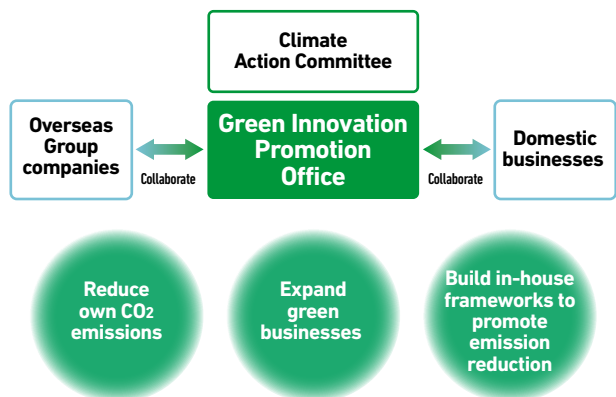 Climate
Action Committee
Overseas
Group
companies
Collaborate
Green Innovation
Promotion
Office
Collaborate
Domestic
businesses
Reduce
own CO2
emissions
Expand
green
businesses
Build in-house
frameworks to
promote
emission
reduction